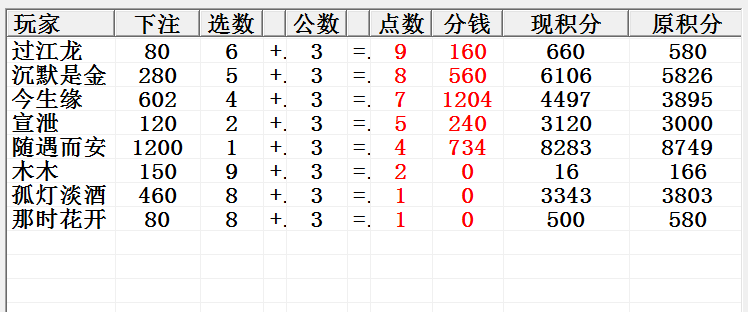 玩家 下注 选数 公数 点数 分钱 现积分 原积分
过江龙 80 6 +. 3 =. 9 160 660 580
沉默是金 280 5 +. 3 =. 8 560 6106 5826
今生缘 602 4 +. 3 =. 7 1204 4497 3895
宣泄 120 2 +. 3 =. 5 240 3120 3000
随遇而安 1200 1 +. 3 =. 4 734 8283 8749
木木 150 9 +. 3 =. 2 0 16 166
孤灯淡酒 460 8 +. 3 =. 1 0 3343 3803
那时花开 80 8 +. 3 =. 1 0 500 580